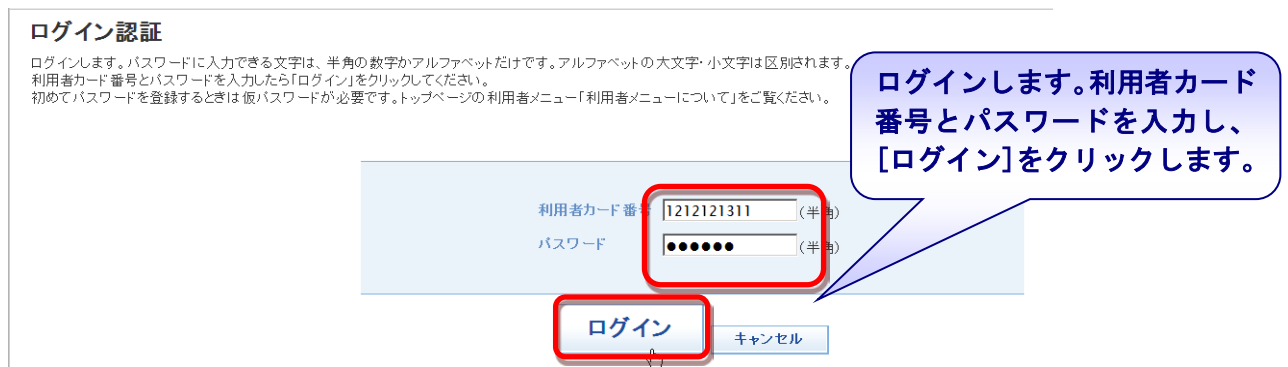 ログイン認証
ログインします。パスワードに入力できる文字は、半角の数字かアルファベットだけです。アルファベットの大文字・小文字は区別されます。
利用者カード番号とパスワードを入力したら「ログイン」をクリックしてください。
初めてパスワードを登録するときは仮パスワードが必要です。トップページの利用者メニュー「利用者メニューについて」をご覧ください。
ログインします。利用者カード
番号とパスワードを入力し、
[ログイン]をクリックします。
利用者カード番号 1212121311 (半角)
パスワード ●●●●●● (半角)
ログイン キャンセル